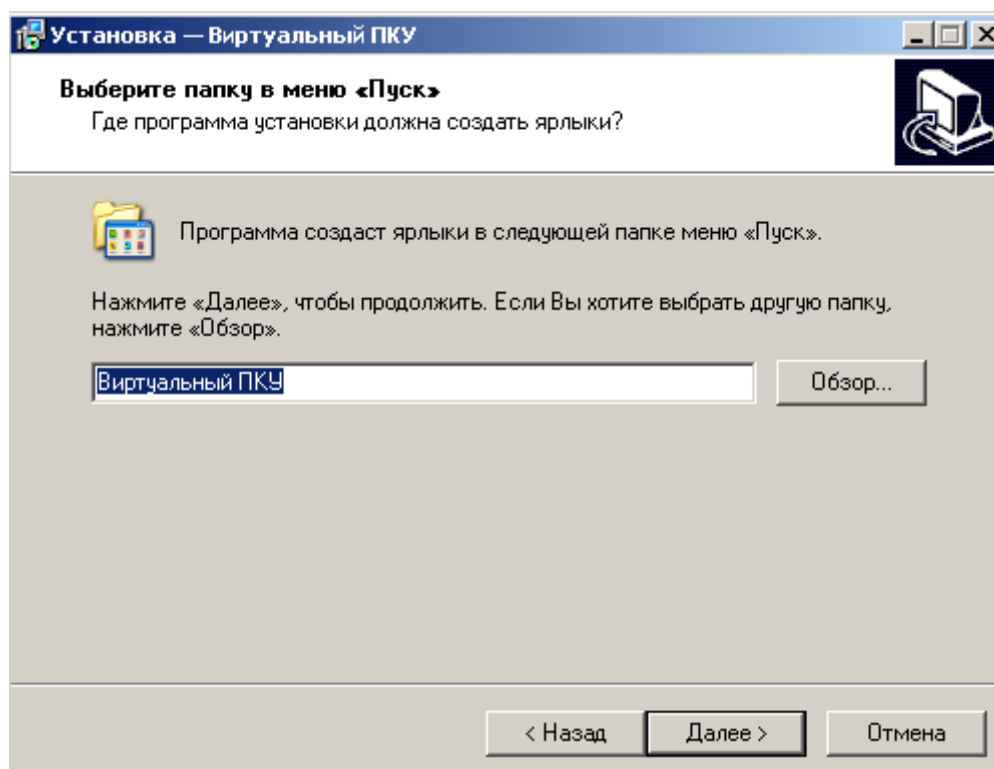 Установка — Виртуальный ПКУ
Выберите папку в меню «Пуск»
Где программа установки должна создать ярлыки?
Программа создаст ярлыки в следующей папке меню «Пуск».
Нажмите «Далее», чтобы продолжить. Если Вы хотите выбрать другую папку,
нажмите «Обзор».
Виртуальный ПКУ
Обзор...
< Назад
Далее >
Отмена